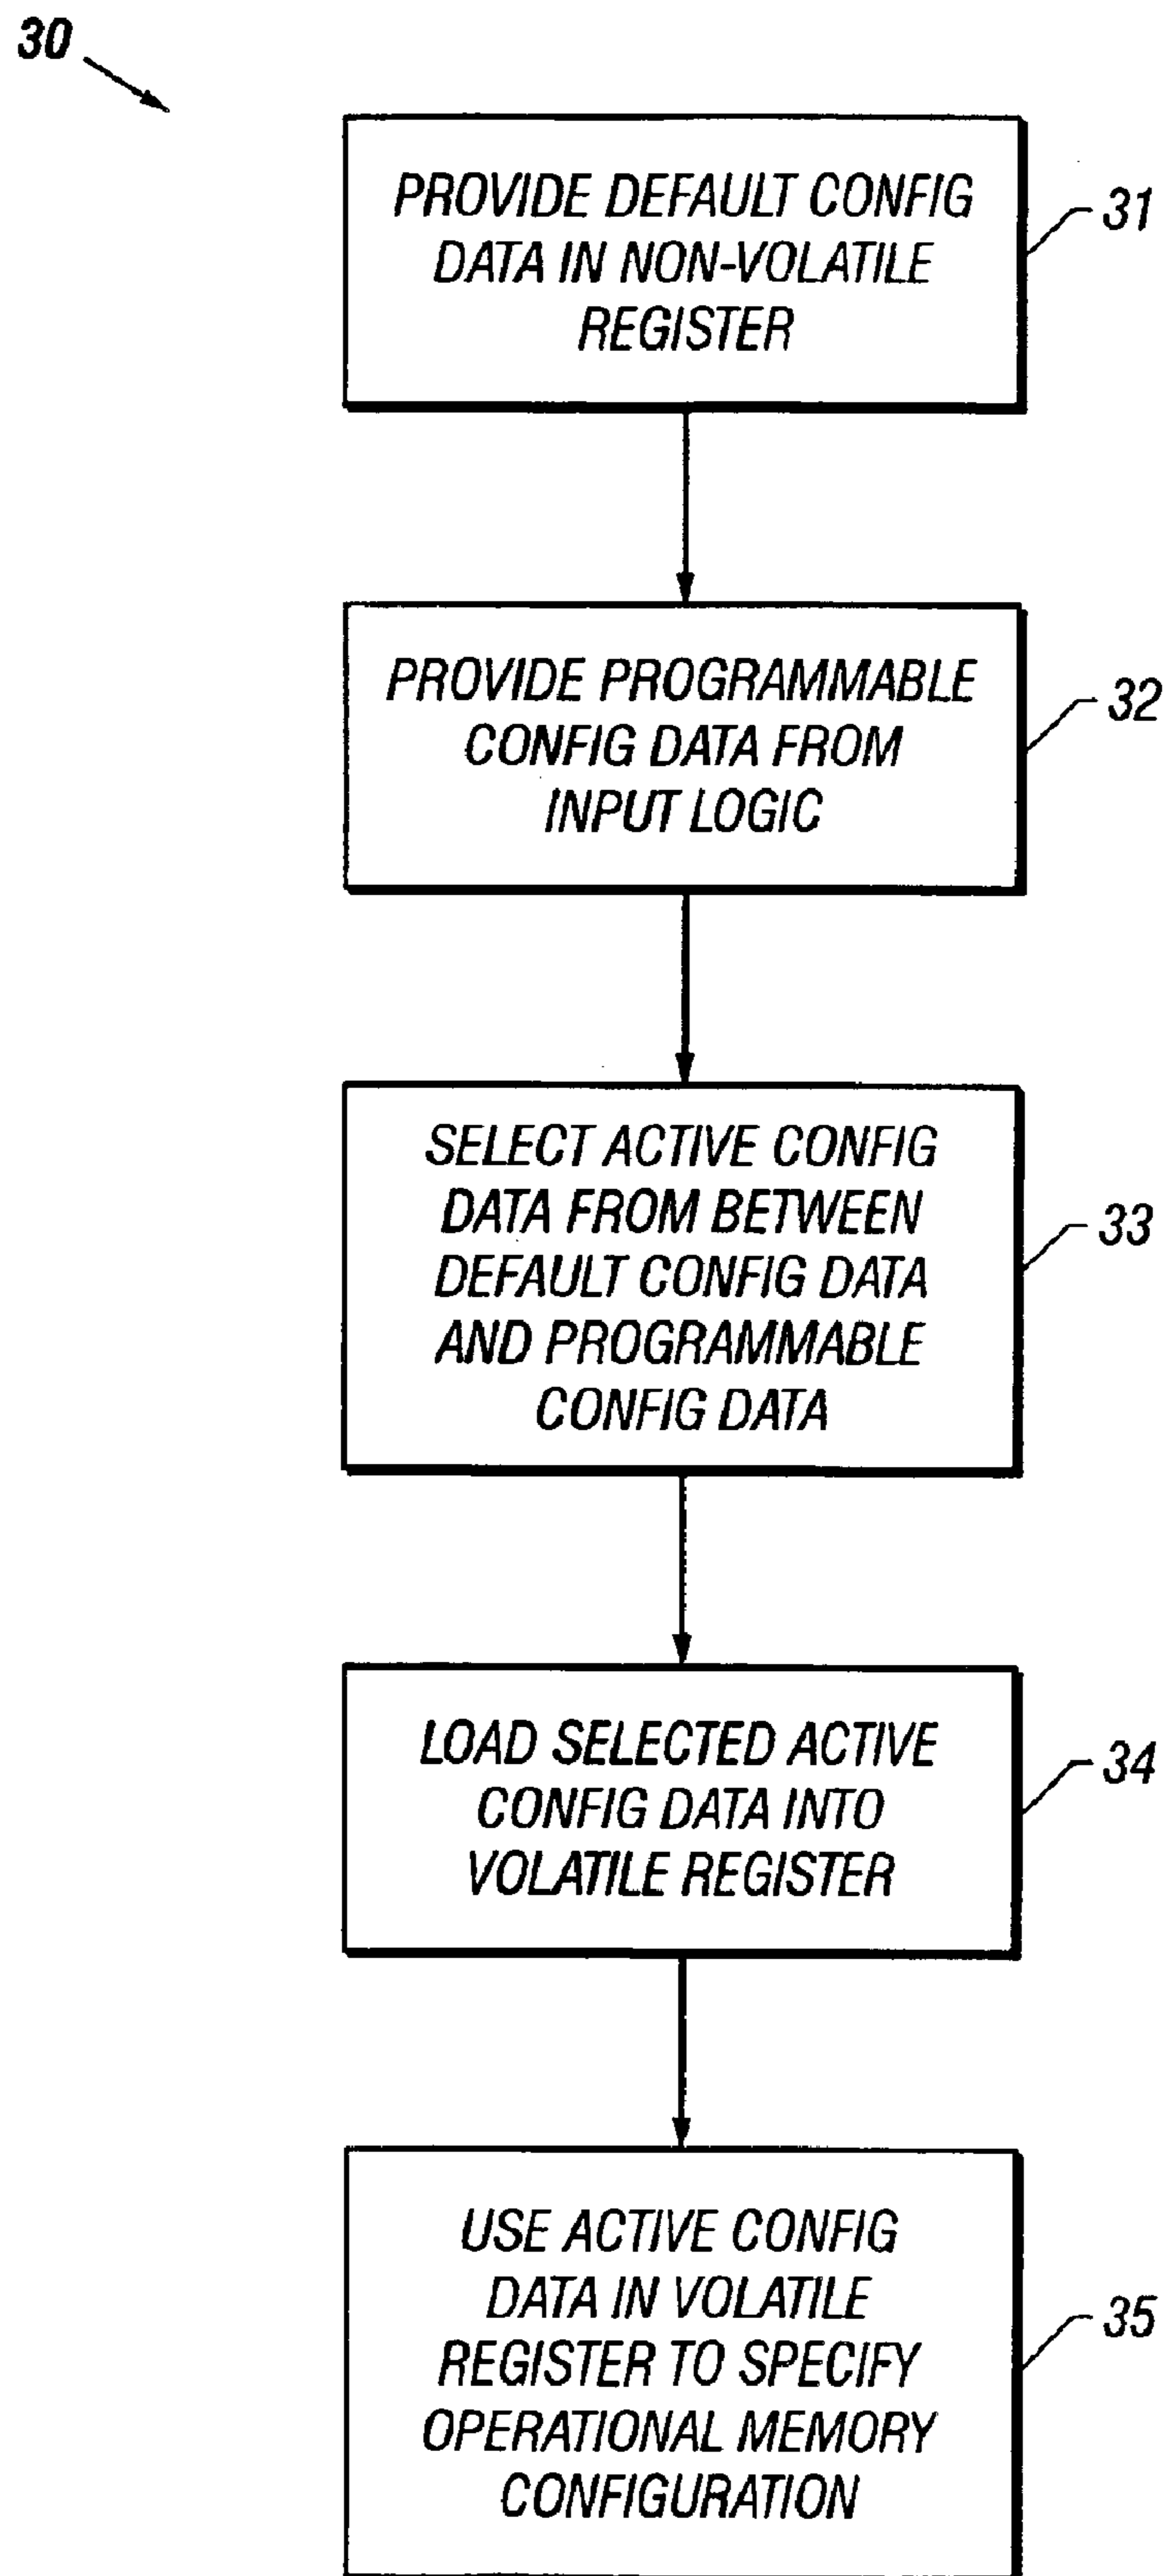 30
PROVIDE DEFAULT CONFIG
DATA IN NON-VOLATILE
REGISTER
31
PROVIDE PROGRAMMABLE
CONFIG DATA FROM
INPUT LOGIC
32
SELECT ACTIVE CONFIG
DATA FROM BETWEEN
DEFAULT CONFIG DATA
AND PROGRAMMABLE
CONFIG DATA
33
LOAD SELECTED ACTIVE
CONFIG DATA INTO
VOLATILE REGISTER
34
USE ACTIVE CONFIG
DATA IN VOLATILE
REGISTER TO SPECIFY
OPERATIONAL MEMORY
CONFIGURATION
35